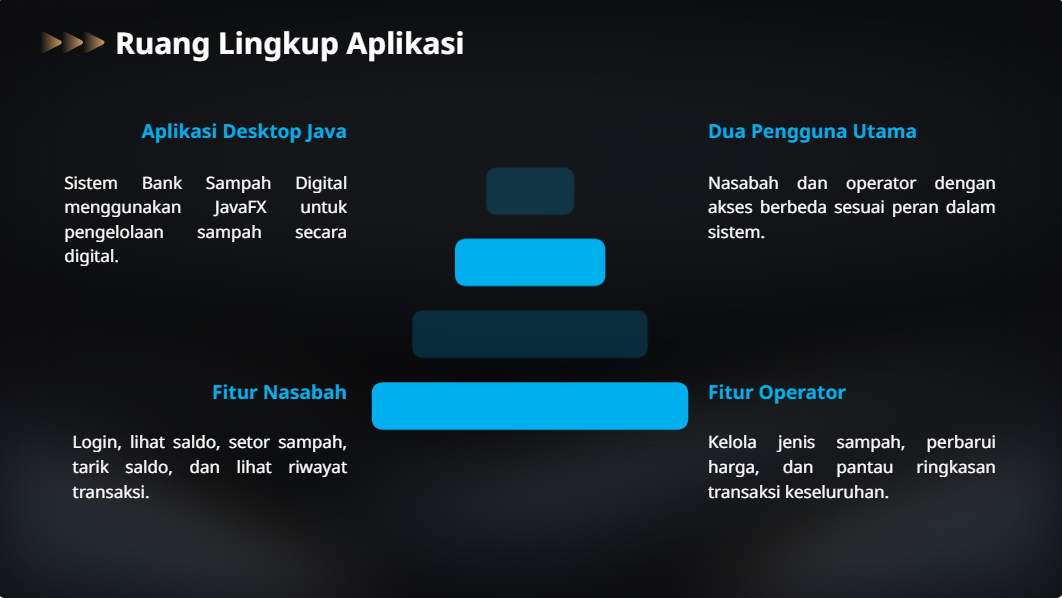 Ruang Lingkup Aplikasi
Aplikasi Desktop Java
Sistem Bank Sampah Digital
menggunakan JavaFX untuk
pengelolaan sampah secara
digital.
Dua Pengguna Utama
Nasabah dan operator dengan
akses berbeda sesuai peran dalam
sistem.
Fitur Nasabah
Login, lihat saldo, setor sampah,
tarik saldo, dan lihat riwayat
transaksi.
Fitur Operator
Kelola jenis sampah, perbarui
harga, dan pantau ringkasan
transaksi keseluruhan.